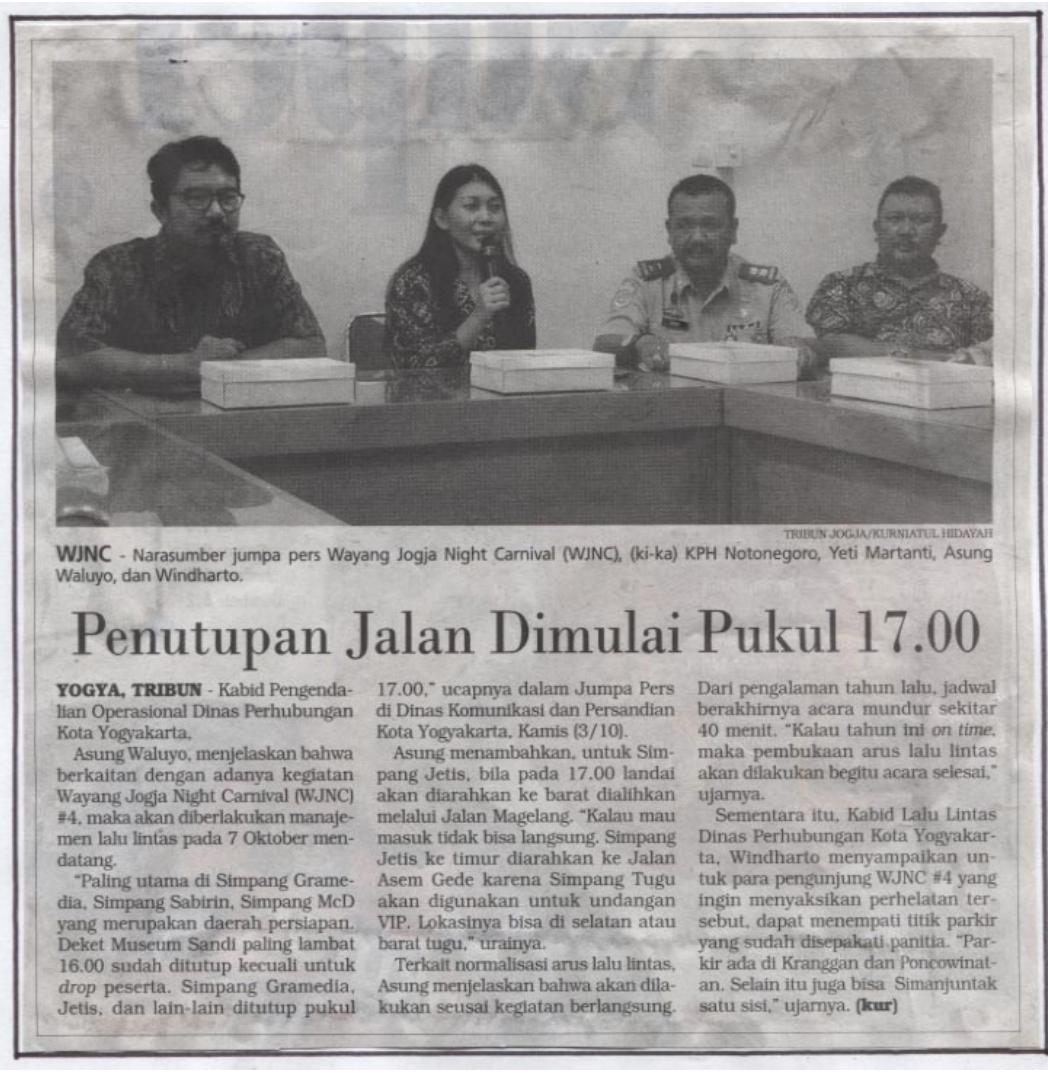 TRIBUN JOGJA/KURNIATUL HIDAYAH
WJNC - Narasumber jumpa pers Wayang Jogja Night Carnival (WJNC), (ki-ka) KPH Notonegoro, Yeti Martanti, Asung
Waluyo, dan Windharto.
Penutupan Jalan Dimulai Pukul 17.00
YOGYA, TRIBUN - Kabid Pengenda-
lian Operasional Dinas Perhubungan
Kota Yogyakarta,
Asung Waluyo, menjelaskan bahwa
berkaitan dengan adanya kegiatan
Wayang Jogja Night Carnival (WJNC)
#4, maka akan diberlakukan manaje-
men lalu lintas pada 7 Oktober men-
datang.
"Paling utama di Simpang Grame-
dia, Simpang Sabirin, Simpang McD
yang merupakan daerah persiapan.
Deket Museum Sandi paling lambat
16.00 sudah ditutup kecuali untuk
drop peserta. Simpang Gramedia,
Jetis, dan lain-lain ditutup pukul
17.00," ucapnya dalam Jumpa Pers
di Dinas Komunikasi dan Persandian
Kota Yogyakarta, Kamis (3/10).
Asung menambahkan, untuk Sim-
pang Jetis, bila pada 17.00 landai
akan diarahkan ke barat dialihkan
melalui Jalan Magelang. "Kalau mau
masuk tidak bisa langsung. Simpang
Jetis ke timur diarahkan ke Jalan
Asem Gede karena Simpang Tugu
akan digunakan untuk undangan
VIP. Lokasinya bisa di selatan atau
barat tugu," urainya.
Terkait normalisasi arus lalu lintas,
Asung menjelaskan bahwa akan dila-
kukan seusai kegiatan berlangsung.
Dari pengalaman tahun lalu, jadwal
berakhirnya acara mundur sekitar
40 menit. "Kalau tahun ini on time,
maka pembukaan arus lalu lintas
akan dilakukan begitu acara selesai,"
ujarnya.
Sementara itu, Kabid Lalu Lintas
Dinas Perhubungan Kota Yogyakar-
ta, Windharto menyampaikan un-
tuk para pengunjung WJNC #4 yang
ingin menyaksikan perhelatan ter-
sebut, dapat menempati titik parkir
yang sudah disepakati panitia. "Par-
kir ada di Kranggan dan Poncowinat-
an. Selain itu juga bisa Simanjuntak
satu sisi," ujarnya. (kur)